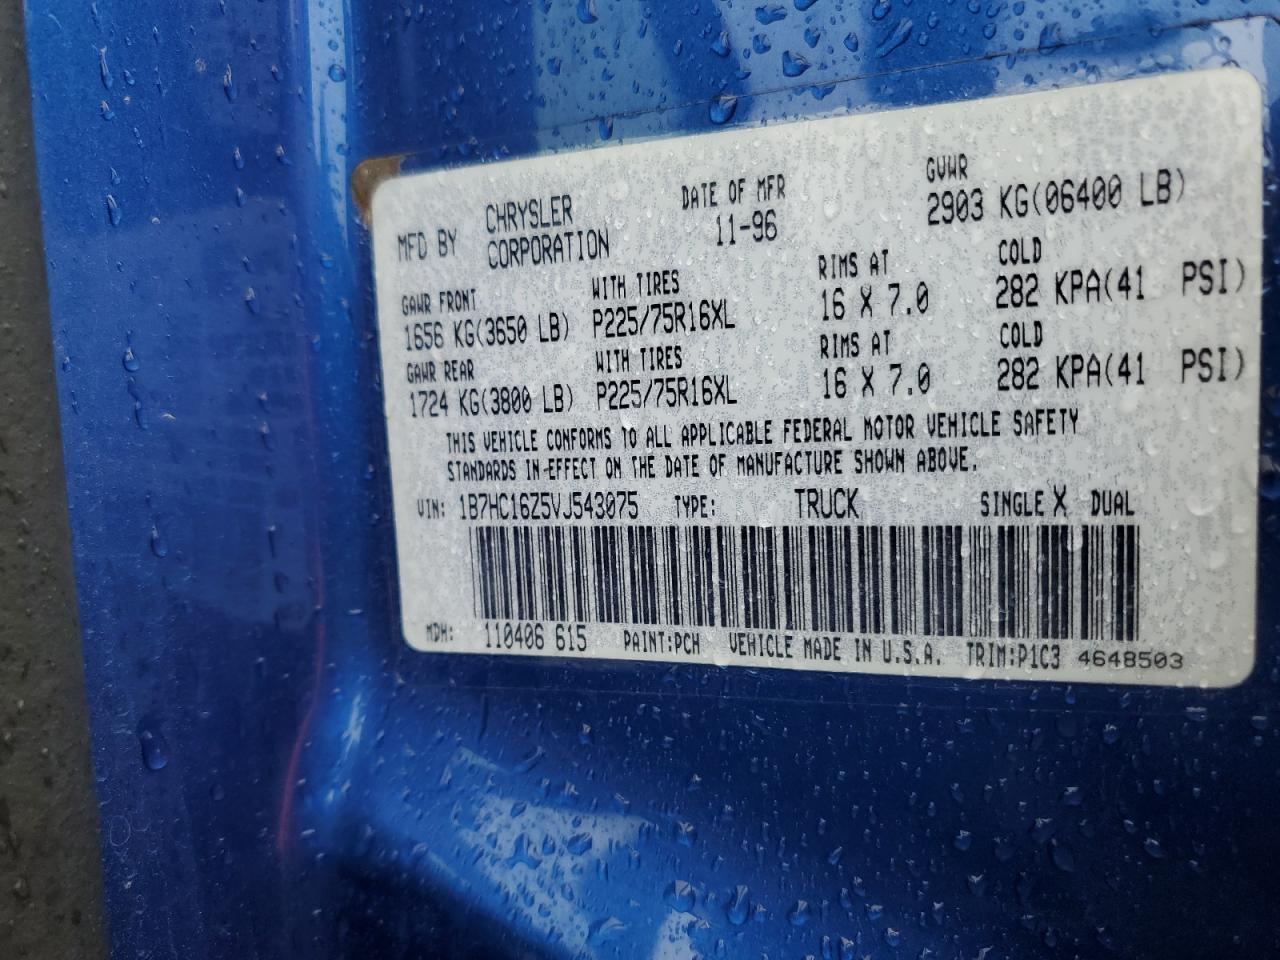 MFD BY CHRYSLER CORPORATION
DATE OF MFR 11-96
GVWR 2903 KG(06400 LB)
GAWR FRONT WITH TIRES RIMS AT COLD
1656 KG(3650 LB) P225/75R16XL 16 X 7.0 282 KPA(41 PSI)
GAWR REAR WITH TIRES RIMS AT COLD
1724 KG(3800 LB) P225/75R16XL 16 X 7.0 282 KPA(41 PSI)
THIS VEHICLE CONFORMS TO ALL APPLICABLE FEDERAL MOTOR VEHICLE SAFETY
STANDARDS IN EFFECT ON THE DATE OF MANUFACTURE SHOWN ABOVE.
VIN: 1B7HC16Z5VJ543075 TYPE: TRUCK SINGLE X DUAL
MDH: 110406 615 PAINT:PCH VEHICLE MADE IN U.S.A. TRIM:P1C3 4648503